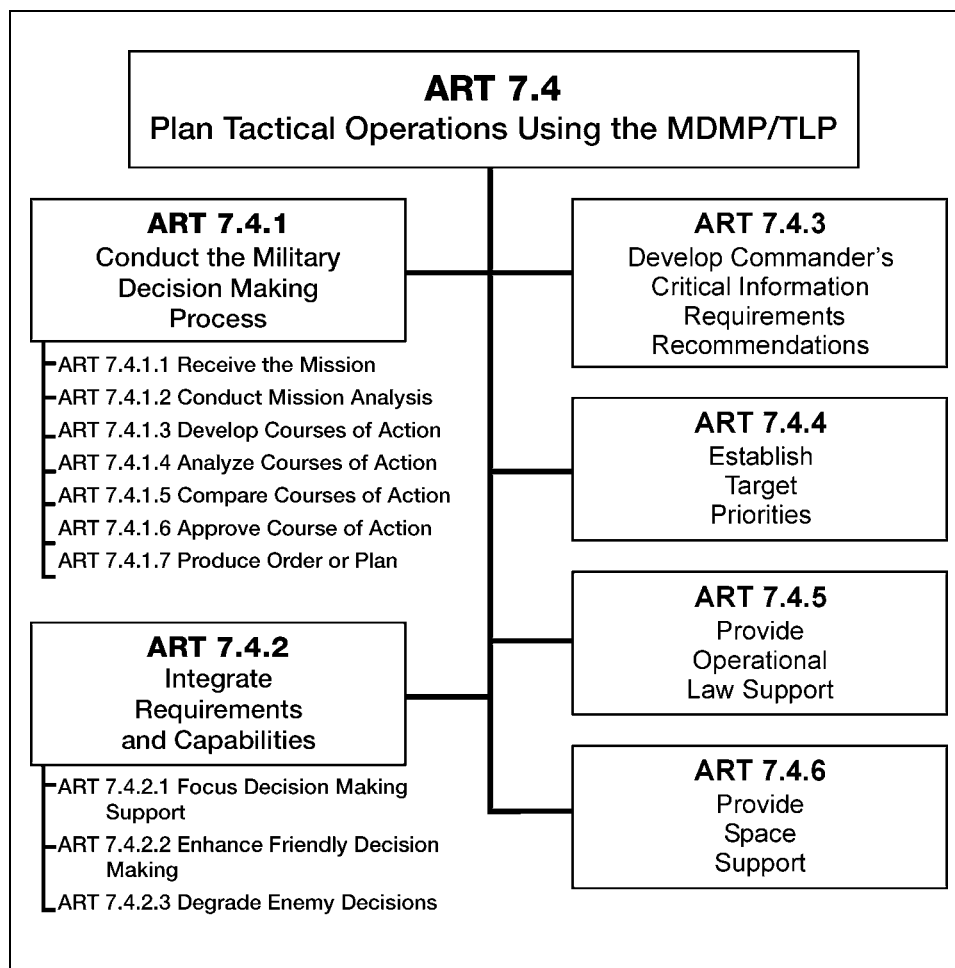 ART 7.4
Plan Tactical Operations Using the MDMP/TLP
ART 7.4.1
Conduct the Military
Decision Making
Process
ART 7.4.1.1 Receive the Mission
ART 7.4.1.2 Conduct Mission Analysis
ART 7.4.1.3 Develop Courses of Action
ART 7.4.1.4 Analyze Courses of Action
ART 7.4.1.5 Compare Courses of Action
ART 7.4.1.6 Approve Course of Action
ART 7.4.1.7 Produce Order or Plan
ART 7.4.2
Integrate
Requirements
and Capabilities
ART 7.4.2.1 Focus Decision Making
Support
ART 7.4.2.2 Enhance Friendly Decision
Making
ART 7.4.2.3 Degrade Enemy Decisions
ART 7.4.3
Develop Commander’s
Critical Information
Requirements
Recommendations
ART 7.4.4
Establish
Target
Priorities
ART 7.4.5
Provide
Operational
Law Support
ART 7.4.6
Provide
Space
Support